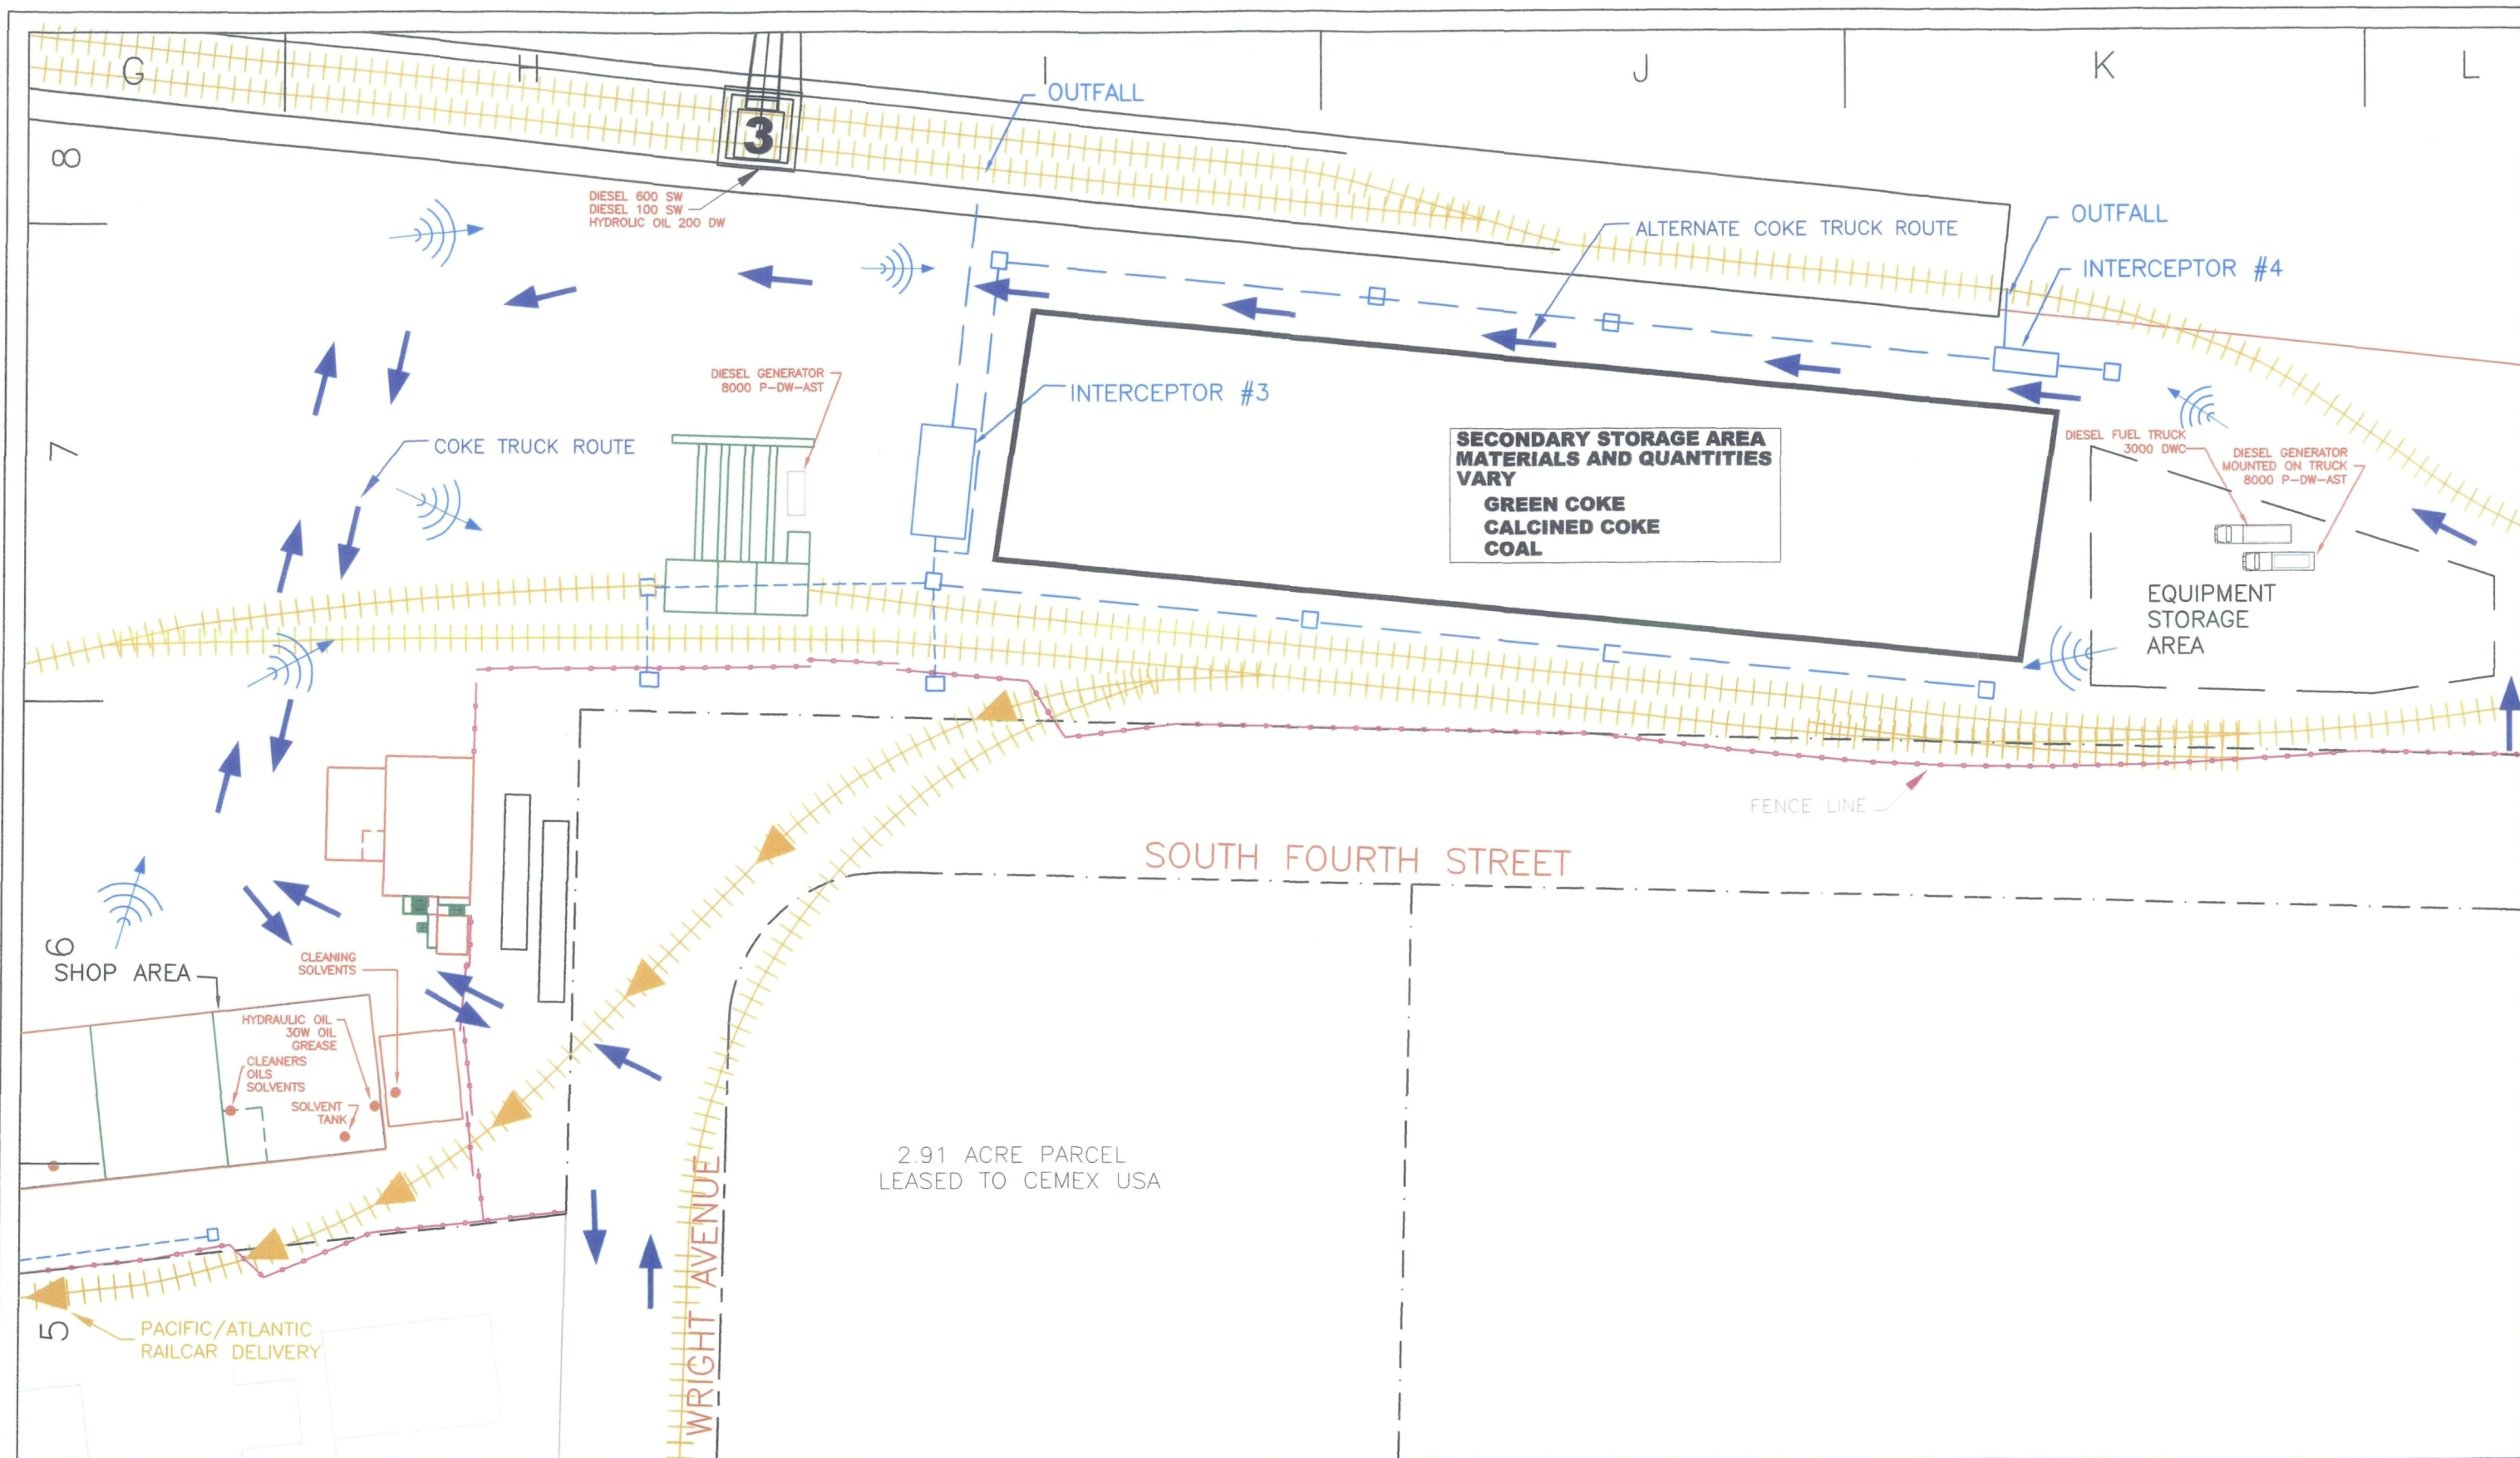 G
H
I
J
K
L
8
7
6
5
3
OUTFALL
DIESEL 600 SW
DIESEL 100 SW
HYDROLIC OIL 200 DW
ALTERNATE COKE TRUCK ROUTE
OUTFALL
INTERCEPTOR #4
DIESEL GENERATOR
8000 P-DW-AST
INTERCEPTOR #3
COKE TRUCK ROUTE
SECONDARY STORAGE AREA
MATERIALS AND QUANTITIES
VARY
GREEN COKE
CALCINED COKE
COAL
DIESEL FUEL TRUCK
3000 DWC
DIESEL GENERATOR
MOUNTED ON TRUCK
8000 P-DW-AST
EQUIPMENT
STORAGE
AREA
FENCE LINE
SOUTH FOURTH STREET
SHOP AREA
CLEANING
SOLVENTS
HYDRAULIC OIL
30W OIL
GREASE
CLEANERS
OILS
SOLVENTS
SOLVENT
TANK
2.91 ACRE PARCEL
LEASED TO CEMEX USA
WRIGHT AVENUE
PACIFIC/ATLANTIC
RAILCAR DELIVERY